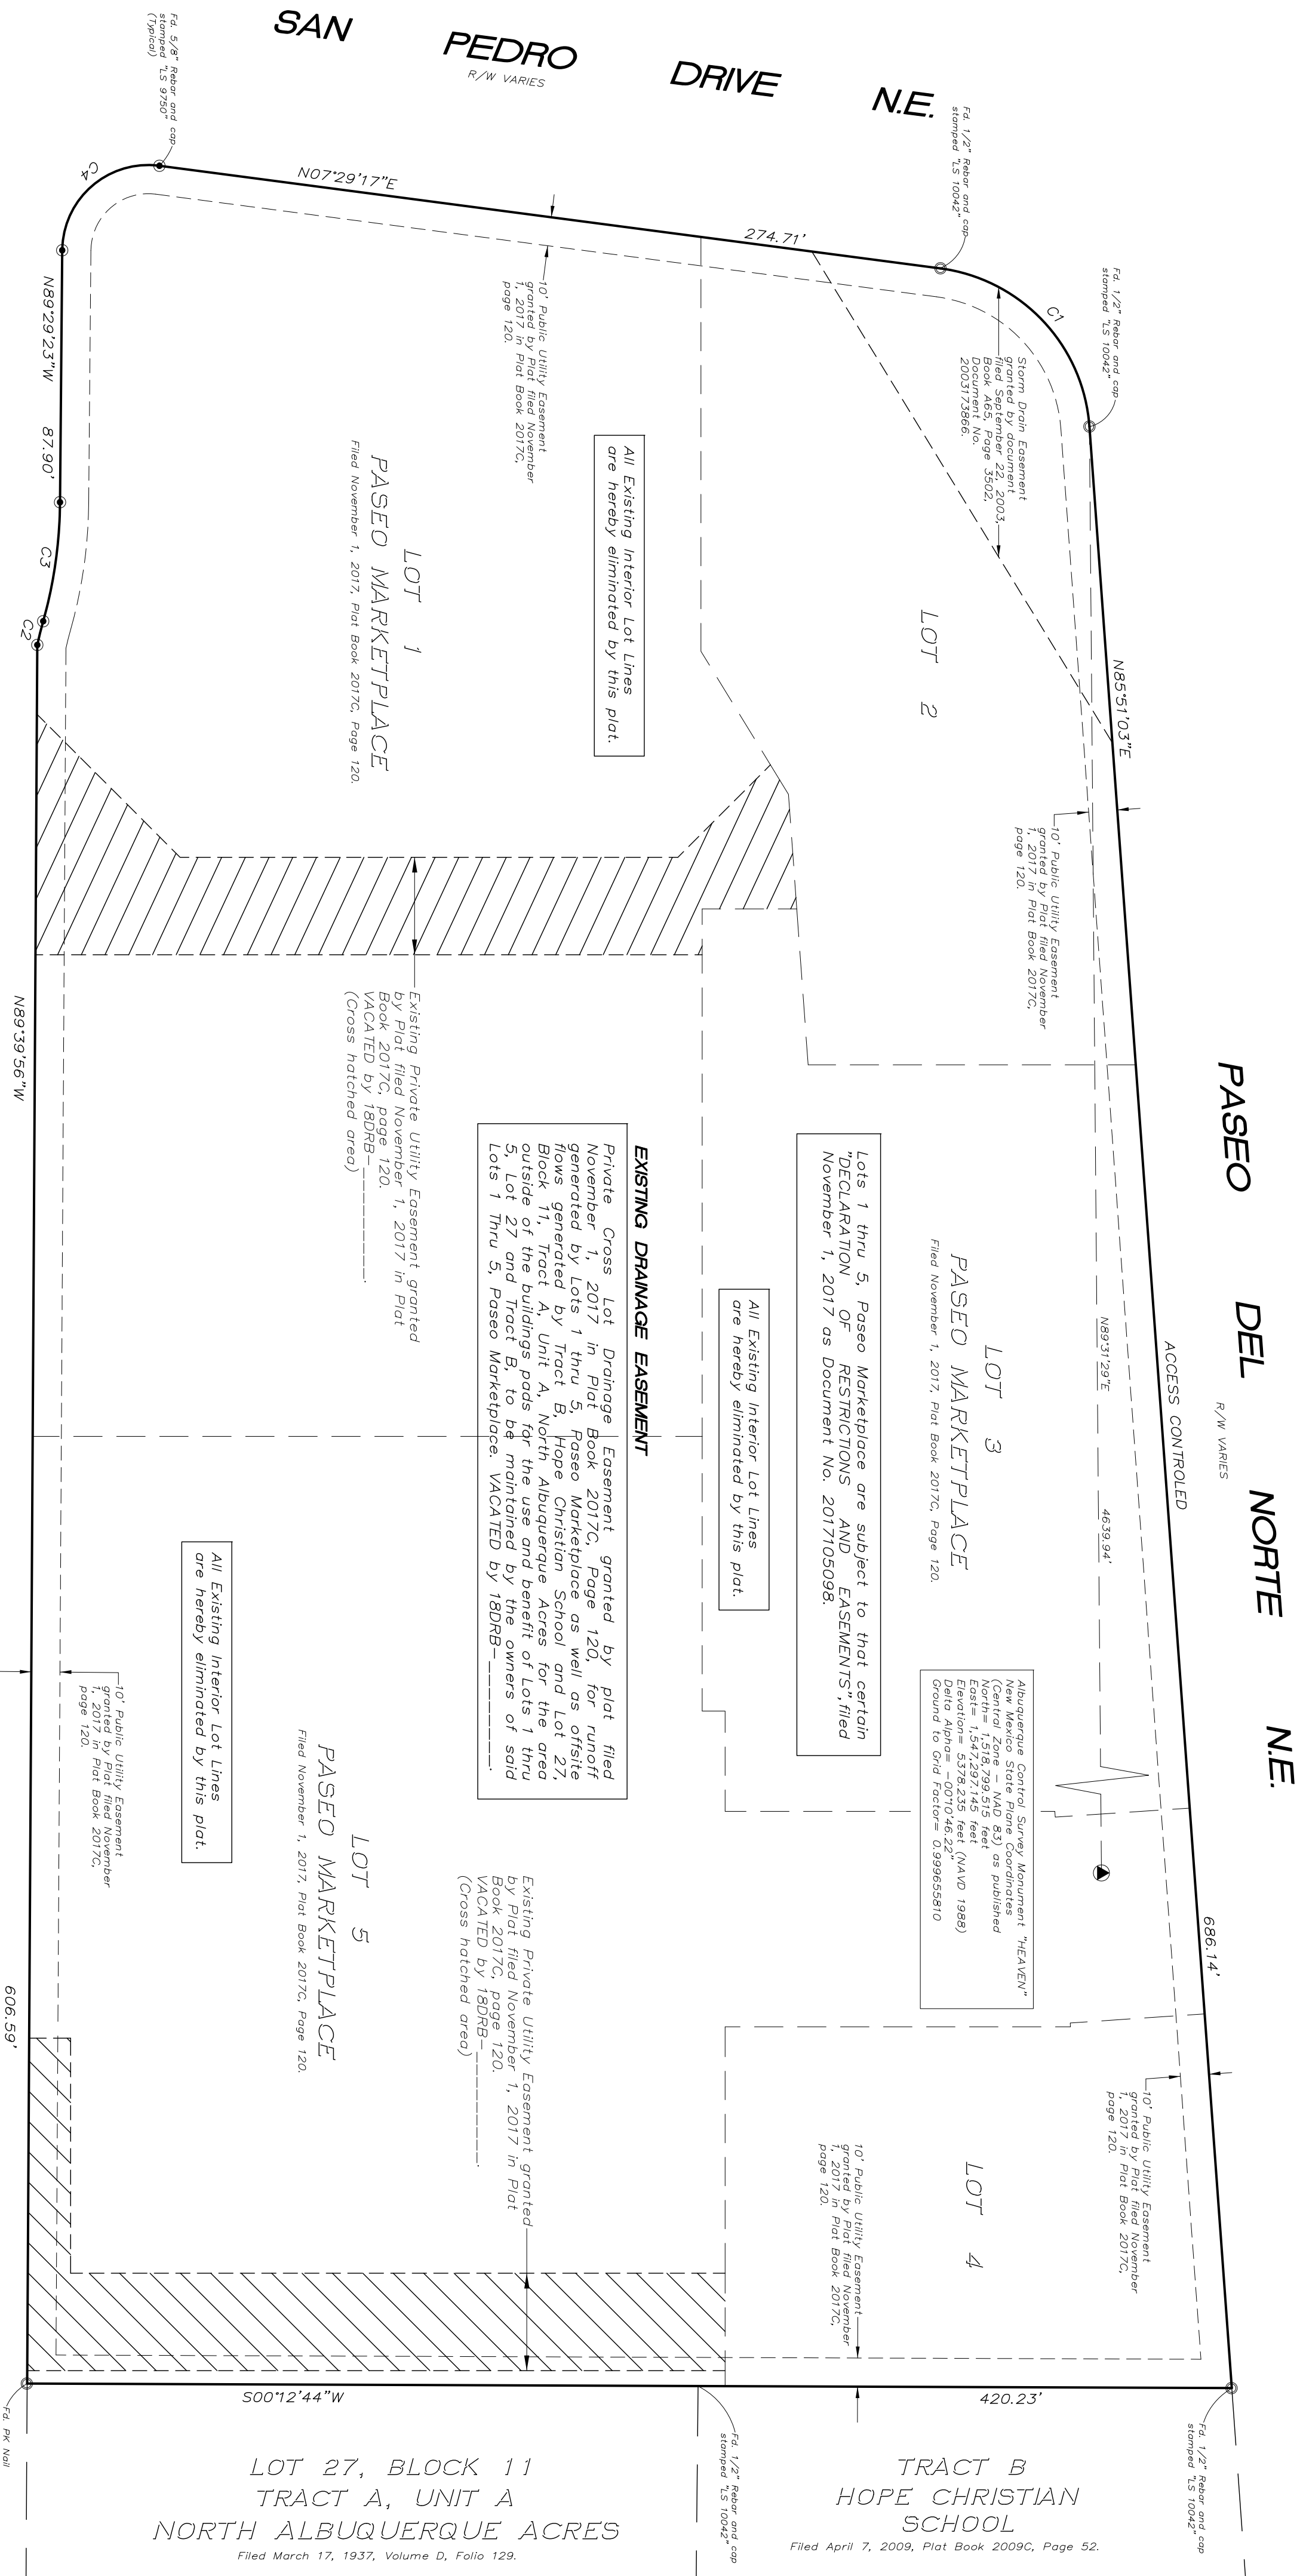 SAN PEDRO DRIVE N.E.
R/W VARIES
PASEO DEL NORTE N.E.
R/W VARIES
ACCESS CONTROLED
Fd. 5/8" Rebar and cap
stamped "LS 9750"
(Typical)
Fd. 1/2" Rebar and cap
stamped "LS 10042"
Fd. 1/2" Rebar and cap
stamped "LS 10042"
C4
N07°29'17"E
274.71'
C1
N85°51'03"E
686.14'
N89°31'29"E
4639.94'
Storm Drain Easement
granted by document
filed September 22, 2003,
Book A65, Page 3502,
Document No.
2003173866.
10' Public Utility Easement
granted by Plat filed November
1, 2017 in Plat Book 2017C,
page 120.
10' Public Utility Easement
granted by Plat filed November
1, 2017 in Plat Book 2017C,
page 120.
LOT 2
All Existing Interior Lot Lines
are hereby eliminated by this plat.
LOT 1
PASEO MARKETPLACE
Filed November 1, 2017, Plat Book 2017C, Page 120.
N89°29'23"W
87.90'
C3
C2
LOT 3
PASEO MARKETPLACE
Filed November 1, 2017, Plat Book 2017C, Page 120.
Lots 1 thru 5, Paseo Marketplace are subject to that certain
"DECLARATION OF RESTRICTIONS AND EASEMENTS",filed
November 1, 2017 as Document No. 2017105098.
All Existing Interior Lot Lines
are hereby eliminated by this plat.
EXISTING DRAINAGE EASEMENT
Private Cross Lot Drainage Easement granted by plat filed
November 1, 2017 in Plat Book 2017C, Page 120, for runoff
generated by Lots 1 thru 5, Paseo Marketplace as well as offsite
flows generated by Tract B, Hope Christian School and Lot 27,
Block 11, Tract A, Unit A, North Albuquerque Acres for the area
outside of the buildings pads for the use and benefit of Lots 1 thru
5, Lot 27 and Tract B, to be maintained by the owners of said
Lots 1 Thru 5, Paseo Marketplace. VACATED by 18DRB-_________.
Existing Private Utility Easement granted
by Plat filed November 1, 2017 in Plat
Book 2017C, page 120.
VACATED by 18DRB-__________.
(Cross hatched area)
Albuquerque Control Survey Monument "HEAVEN"
New Mexico State Plane Coordinates
(Central Zone - NAD 83) as published
North= 1,518,799.515 feet
East= 1,547,297.145 feet
Elevation= 5378.235 feet (NAVD 1988)
Delta Alpha= -00°10'46.22"
Ground to Grid Factor= 0.999655810
N89°39'56"W
606.59'
All Existing Interior Lot Lines
are hereby eliminated by this plat.
10' Public Utility Easement
granted by Plat filed November
1, 2017 in Plat Book 2017C,
page 120.
LOT 5
PASEO MARKETPLACE
Filed November 1, 2017, Plat Book 2017C, Page 120.
Existing Private Utility Easement granted
by Plat filed November 1, 2017 in Plat
Book 2017C, page 120.
VACATED by 18DRB-__________.
(Cross hatched area)
10' Public Utility Easement
granted by Plat filed November
1, 2017 in Plat Book 2017C,
page 120.
LOT 4
10' Public Utility Easement
granted by Plat filed November
1, 2017 in Plat Book 2017C,
page 120.
S00°12'44"W
420.23'
Fd. PK Nail
Fd. 1/2" Rebar and cap
stamped "LS 10042"
Fd. 1/2" Rebar and cap
stamped "LS 10042"
LOT 27, BLOCK 11
TRACT A, UNIT A
NORTH ALBUQUERQUE ACRES
Filed March 17, 1937, Volume D, Folio 129.
TRACT B
HOPE CHRISTIAN
SCHOOL
Filed April 7, 2009, Plat Book 2009C, Page 52.